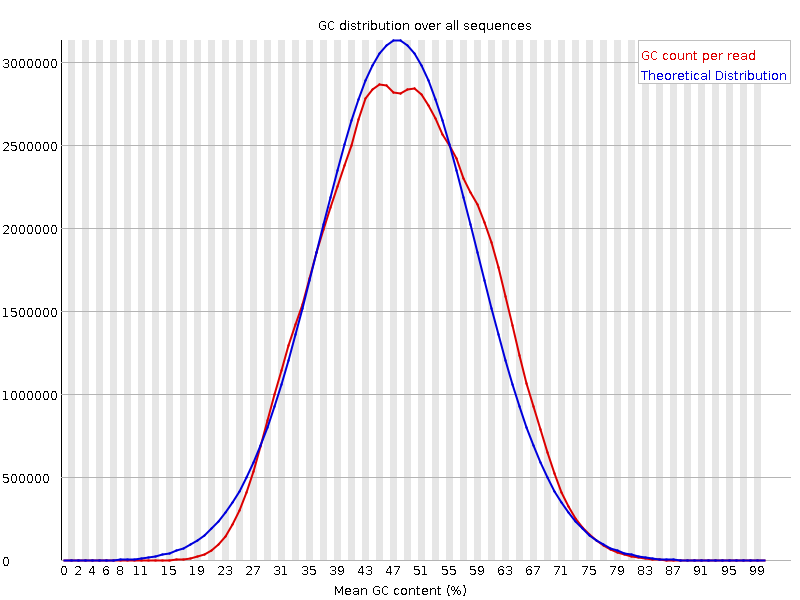 GC distribution over all sequences
GC count per read
Theoretical Distribution
3000000
2500000
2000000
1500000
1000000
500000
0
0 2 4 6 8 11 15 19 23 27 31 35 39 43 47 51 55 59 63 67 71 75 79 83 87 91 95 99
Mean GC content (%)